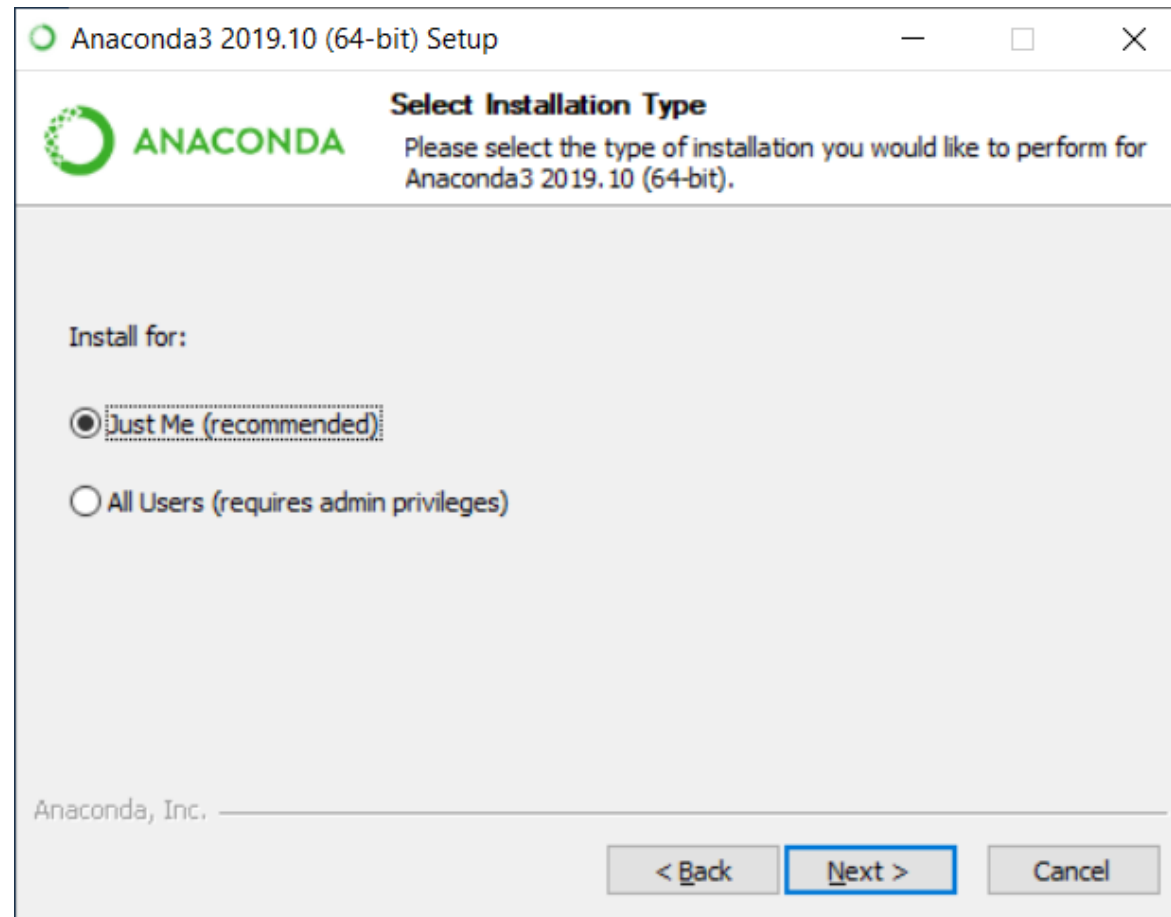 Anaconda3 2019.10 (64-bit) Setup
ANACONDA
Select Installation Type
Please select the type of installation you would like to perform for
Anaconda3 2019.10 (64-bit).
Install for:
Just Me (recommended)
All Users (requires admin privileges)
Anaconda, Inc.
< Back
Next >
Cancel